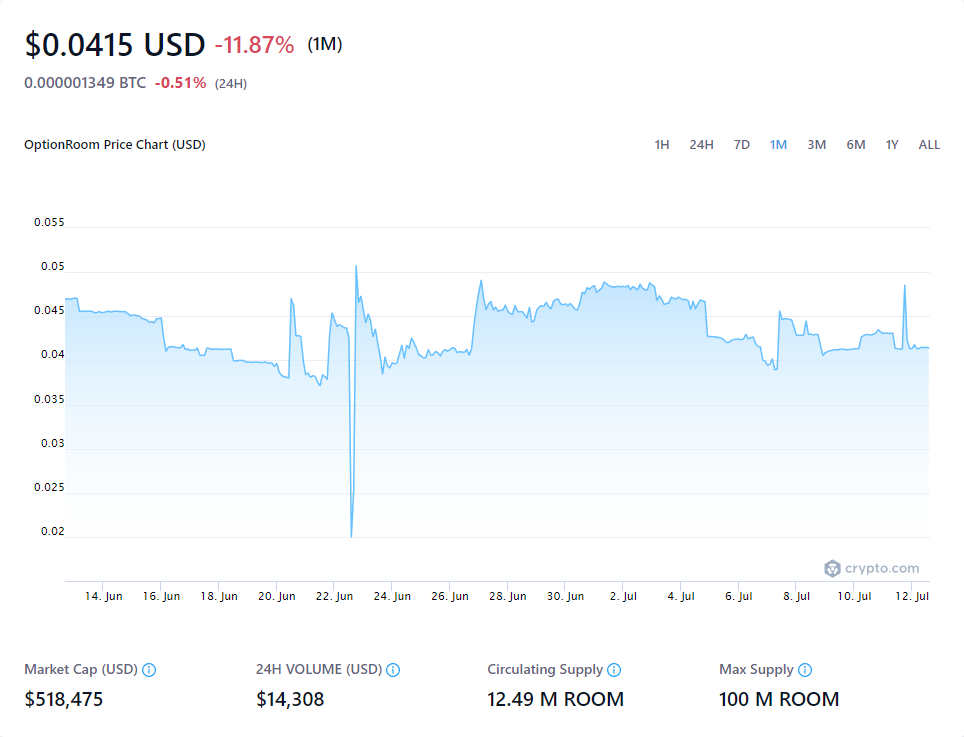 $0.0415 USD -11.87% (1M)
0.000001349 BTC -0.51% (24H)
OptionRoom Price Chart (USD) 1H 24H 7D 1M 3M 6M 1Y ALL
0.055
0.05
0.045
0.04
0.035
0.03
0.025
0.02
crypto.com
14. Jun 16. Jun 18. Jun 20. Jun 22. Jun 24. Jun 26. Jun 28. Jun 30. Jun 2. Jul 4. Jul 6. Jul 8. Jul 10. Jul 12. Jul
Market Cap (USD) 24H VOLUME (USD) Circulating Supply Max Supply
$518,475 $14,308 12.49 M ROOM 100 M ROOM